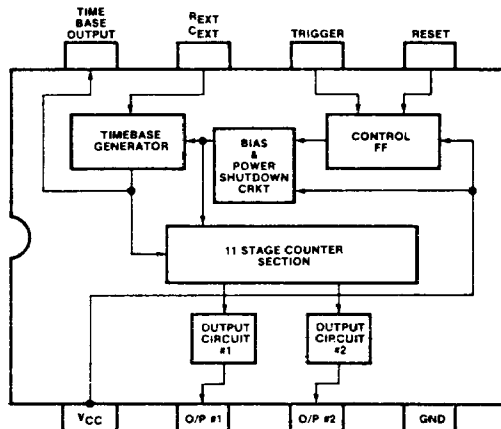 TIME
BASE
OUTPUT
REXT
CEXT
TRIGGER
RESET
TIMEBASE
GENERATOR
BIAS
&
POWER
SHUTDOWN
CRKT
CONTROL
FF
11 STAGE COUNTER
SECTION
OUTPUT
CIRCUIT
#1
OUTPUT
CIRCUIT
#2
VCC
O/P #1
O/P #2
GND